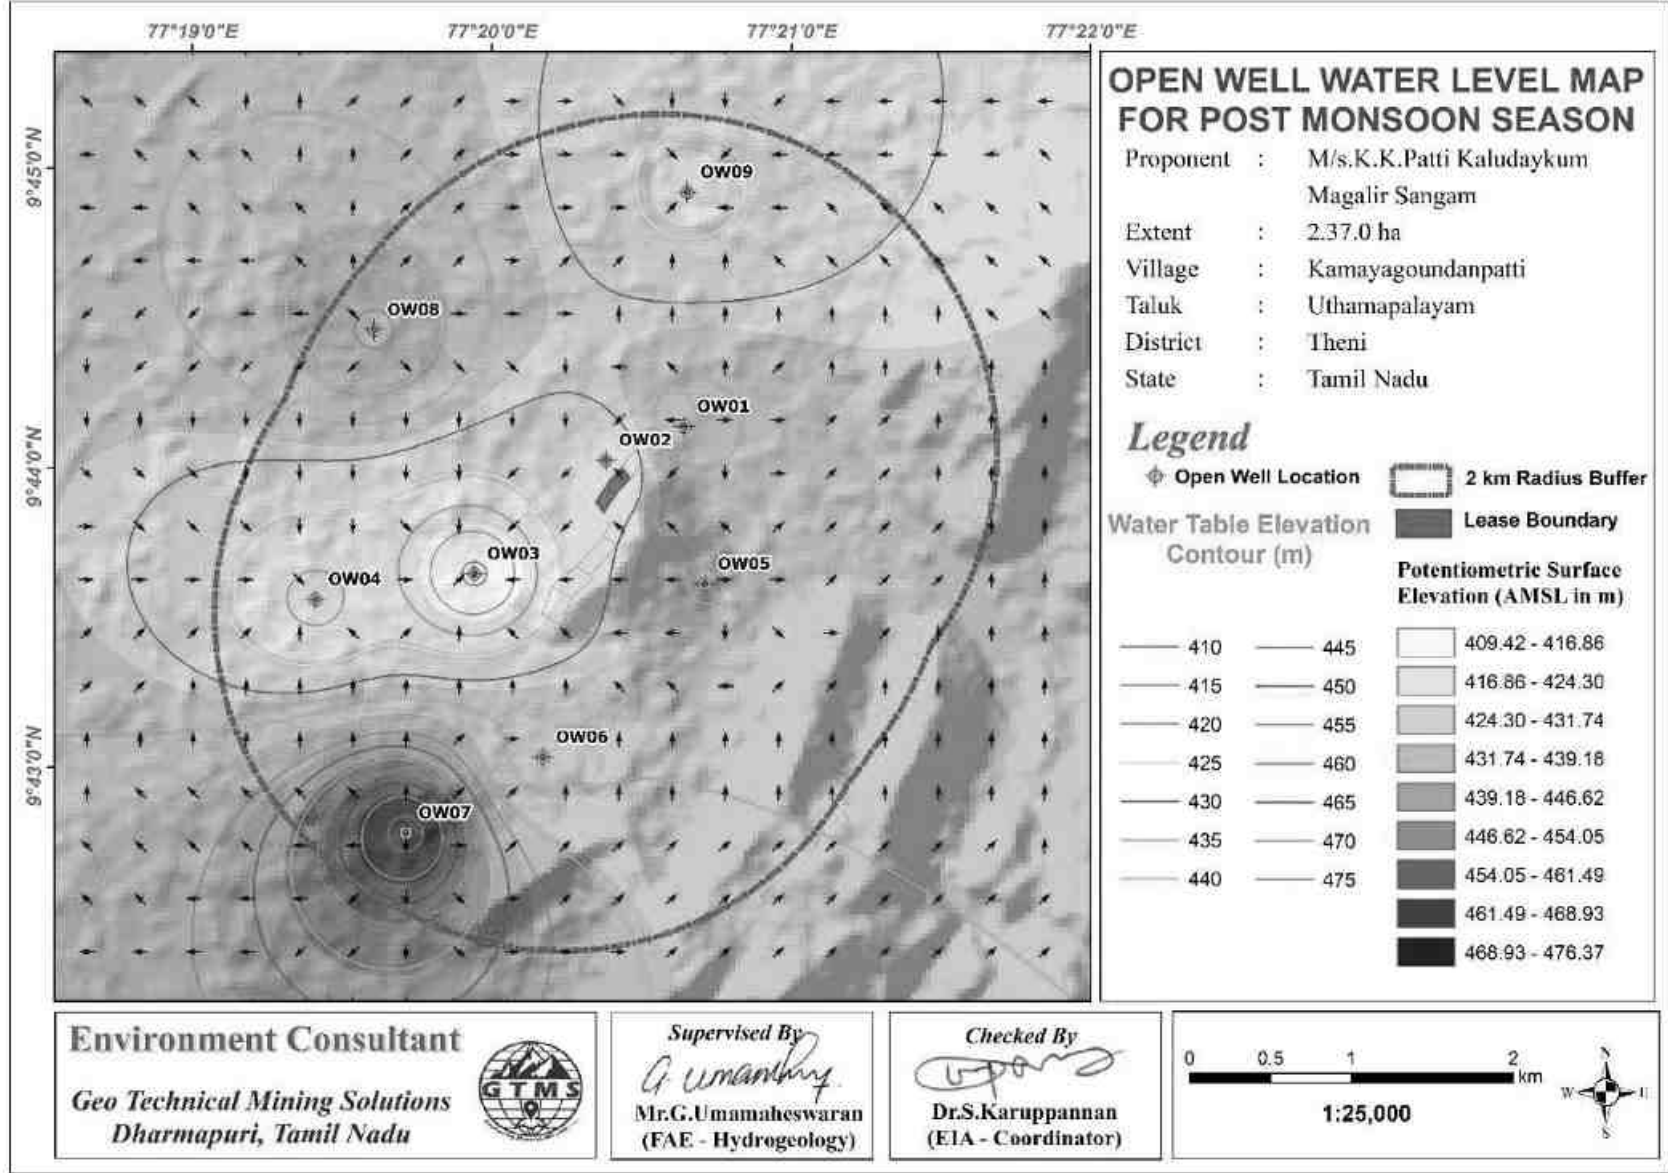 77°19'0"E
77°20'0"E
77°21'0"E
77°22'0"E
9°45'0"N
9°44'0"N
9°43'0"N
OW09
OW08
OW01
OW02
OW03
OW04
OW05
OW06
OW07
OPEN WELL WATER LEVEL MAP
FOR POST MONSOON SEASON
Proponent : M/s.K.K.Patti Kaludaykum
Magalir Sangam
Extent : 2.37.0 ha
Village : Kamayagoundanpatti
Taluk : Uthamapalayam
District : Theni
State : Tamil Nadu
Legend
Open Well Location
2 km Radius Buffer
Lease Boundary
Water Table Elevation
Contour (m)
410 445
415 450
420 455
425 460
430 465
435 470
440 475
Potentiometric Surface
Elevation (AMSL in m)
409.42 - 416.86
416.86 - 424.30
424.30 - 431.74
431.74 - 439.18
439.18 - 446.62
446.62 - 454.05
454.05 - 461.49
461.49 - 468.93
468.93 - 476.37
Environment Consultant
Geo Technical Mining Solutions
Dharmapuri, Tamil Nadu
GTMS
Supervised By
Mr.G.Umamaheswaran
(FAE - Hydrogeology)
Checked By
Dr.S.Karuppannan
(EIA - Coordinator)
0 0.5 1 2
km
1:25,000
N
W
S